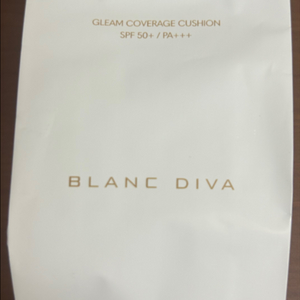 GLEAM COVERAGE CUSHION
SPF 50+ / PA+++
BLANC DIVA